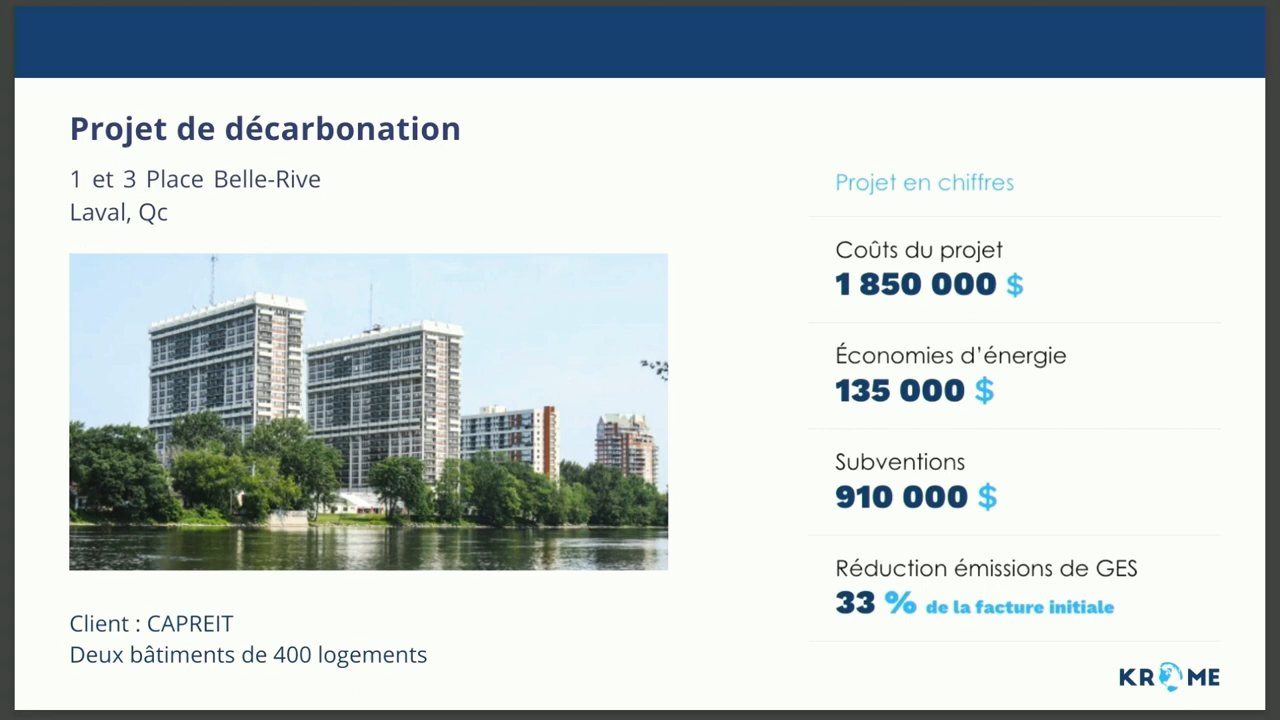 Projet de décarbonation
1 et 3 Place Belle-Rive
Laval, Qc
Client : CAPREIT
Deux bâtiments de 400 logements
Projet en chiffres
Coûts du projet
1 850 000 $
Économies d'énergie
135 000 $
Subventions
910 000 $
Réduction émissions de GES
33 % de la facture initiale
KROME